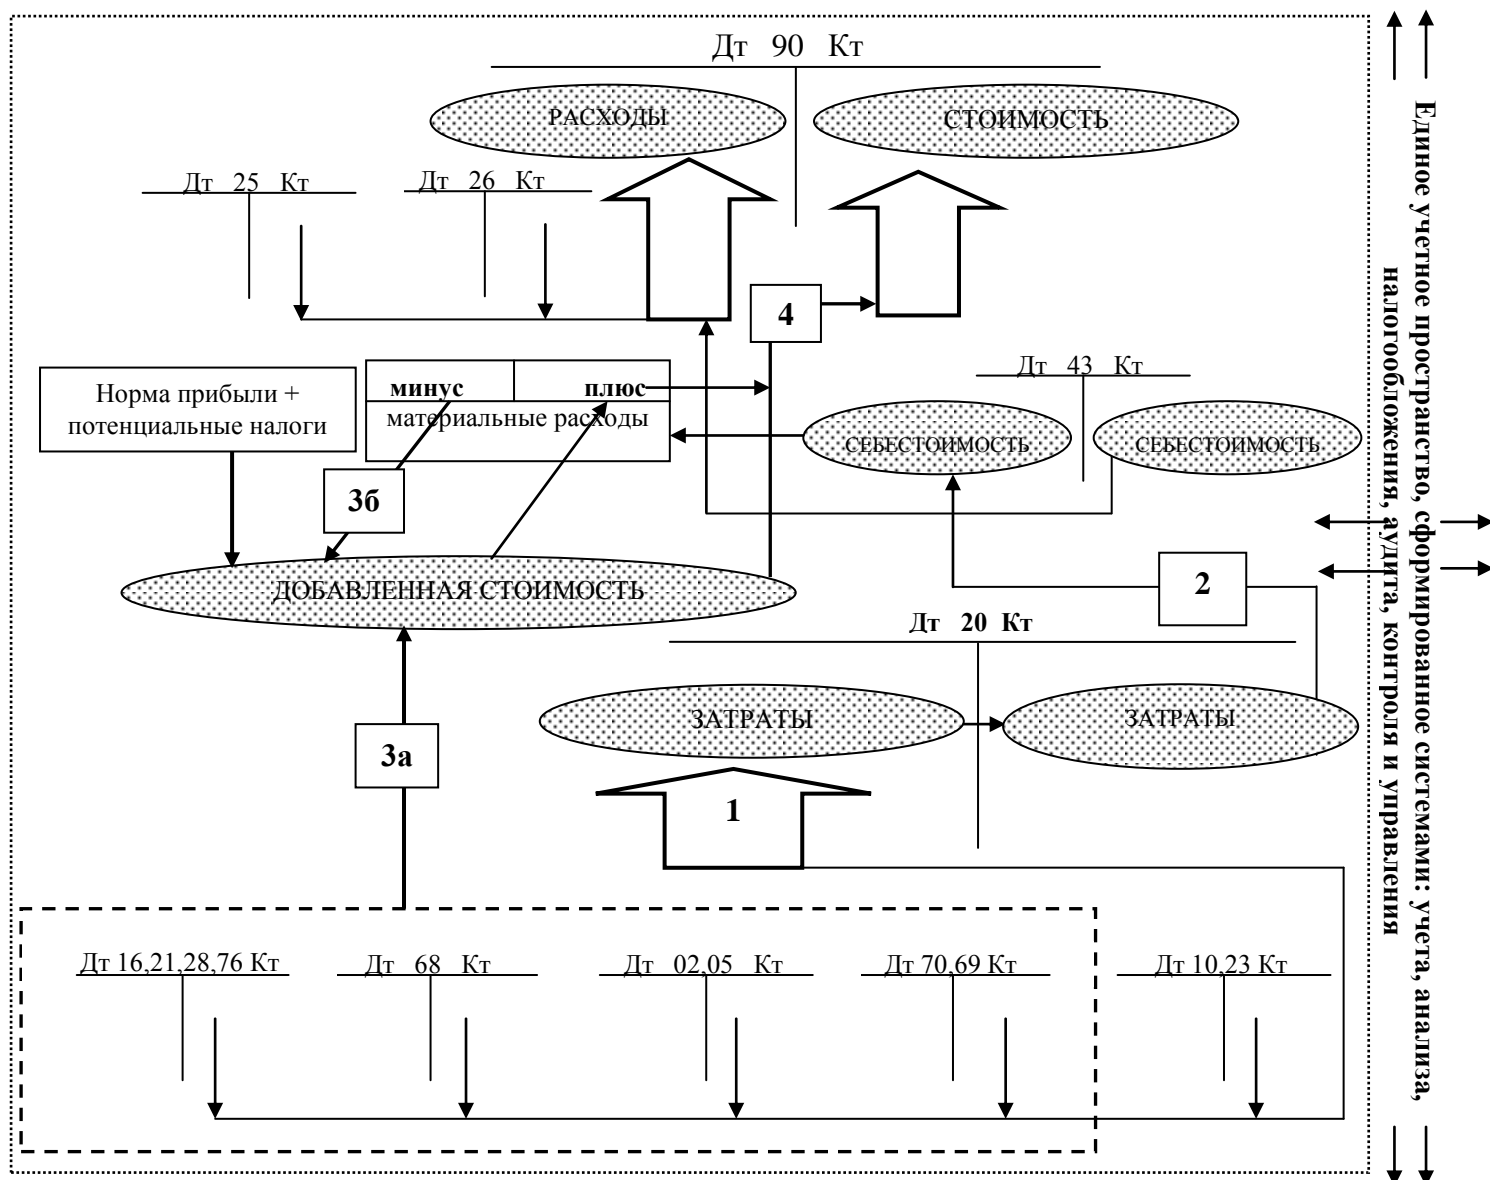 Дт 90 Кт
РАСХОДЫ
СТОИМОСТЬ
Дт 25 Кт
Дт 26 Кт
4
Дт 43 Кт
Норма прибыли +
потенциальные налоги
минус
плюс
материальные расходы
СЕБЕСТОИМОСТЬ
СЕБЕСТОИМОСТЬ
3б
ДОБАВЛЕННАЯ СТОИМОСТЬ
2
Дт 20 Кт
ЗАТРАТЫ
ЗАТРАТЫ
3а
1
Дт 16,21,28,76 Кт
Дт 68 Кт
Дт 02,05 Кт
Дт 70,69 Кт
Дт 10,23 Кт
Единое учетное пространство, сформированное системами: учета, анализа,
налогообложения, аудита, контроля и управления